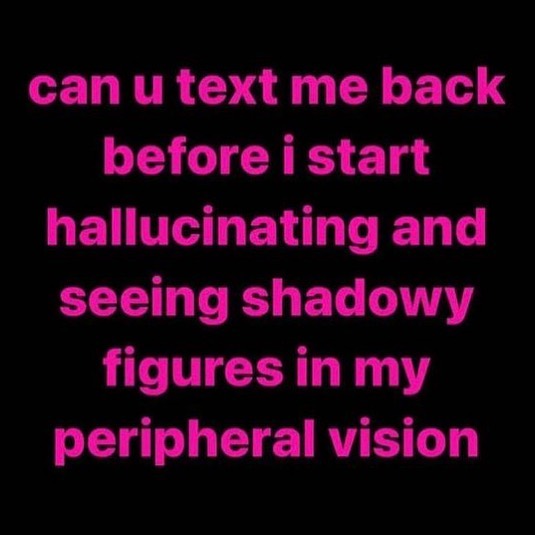 can u text me back
before i start
hallucinating and
seeing shadowy
figures in my
peripheral vision